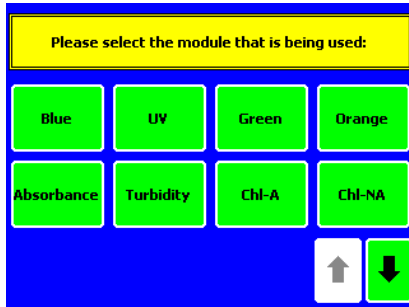 Please select the module that is being used:
Blue
UV
Green
Orange
Absorbance
Turbidity
Chl-A
Chl-NA